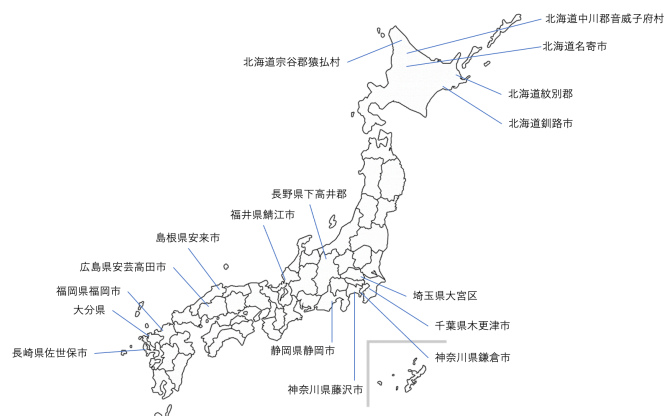 北海道中川郡音威子府村
北海道名寄市
北海道宗谷郡猿払村
北海道紋別郡
北海道釧路市
長野県下高井郡
福井県鯖江市
島根県安来市
広島県安芸高田市
福岡県福岡市
大分県
長崎県佐世保市
埼玉県大宮区
千葉県木更津市
静岡県静岡市
神奈川県鎌倉市
神奈川県藤沢市